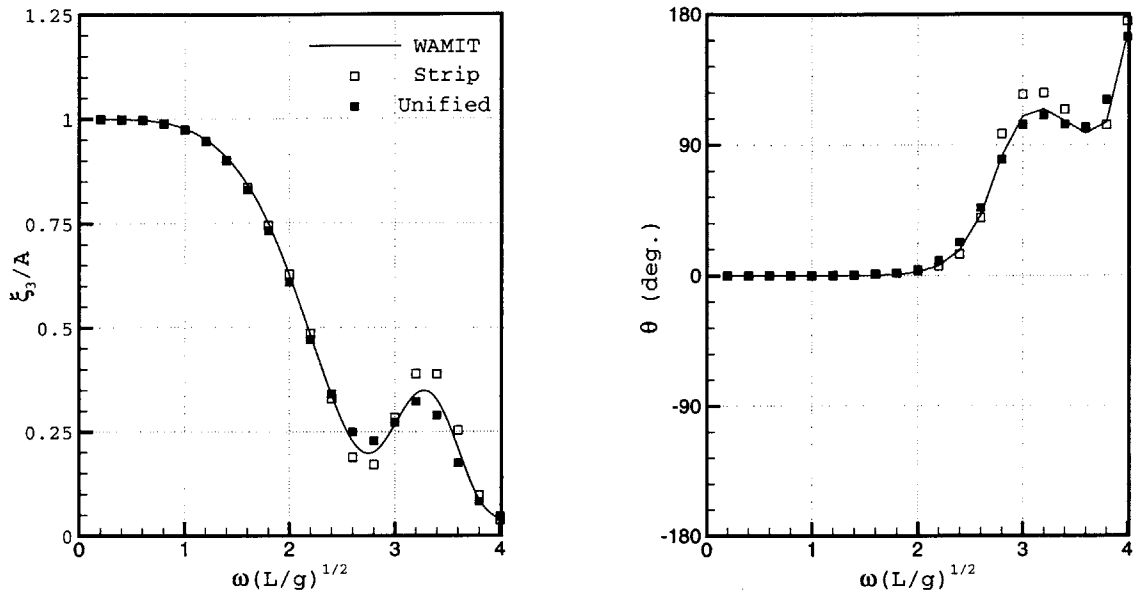 1.25
1
0.75
0.5
0.25
0
ξ₃/A
WAMIT
Strip
Unified
0 1 2 3 4
ω(L/g)^1/2
180
90
0
-90
-180
θ (deg.)
0 1 2 3 4
ω(L/g)^1/2